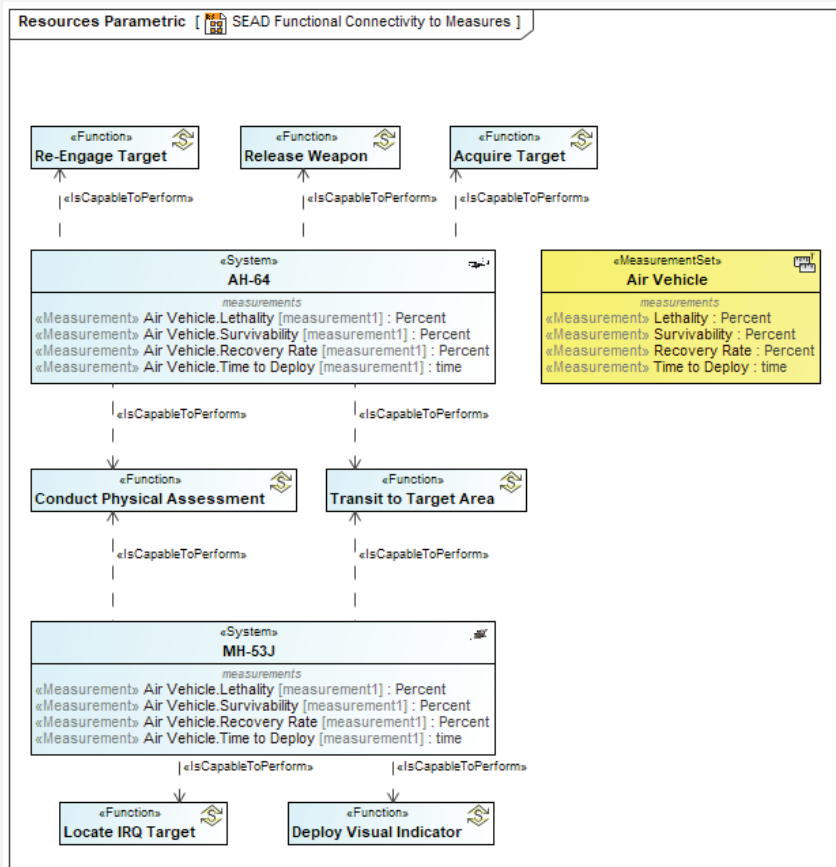 Resources Parametric [ SEAD Functional Connectivity to Measures ]
«Function»
Re-Engage Target
«Function»
Release Weapon
«Function»
Acquire Target
«IsCapableToPerform»
«IsCapableToPerform»
«IsCapableToPerform»
«System»
AH-64
measurements
«Measurement» Air Vehicle.Lethality [measurement1] : Percent
«Measurement» Air Vehicle.Survivability [measurement1] : Percent
«Measurement» Air Vehicle.Recovery Rate [measurement1] : Percent
«Measurement» Air Vehicle.Time to Deploy [measurement1] : time
«MeasurementSet»
Air Vehicle
measurements
«Measurement» Lethality : Percent
«Measurement» Survivability : Percent
«Measurement» Recovery Rate : Percent
«Measurement» Time to Deploy : time
«IsCapableToPerform»
«IsCapableToPerform»
«Function»
Conduct Physical Assessment
«Function»
Transit to Target Area
«IsCapableToPerform»
«IsCapableToPerform»
«System»
MH-53J
measurements
«Measurement» Air Vehicle.Lethality [measurement1] : Percent
«Measurement» Air Vehicle.Survivability [measurement1] : Percent
«Measurement» Air Vehicle.Recovery Rate [measurement1] : Percent
«Measurement» Air Vehicle.Time to Deploy [measurement1] : time
«IsCapableToPerform»
«IsCapableToPerform»
«Function»
Locate IRQ Target
«Function»
Deploy Visual Indicator